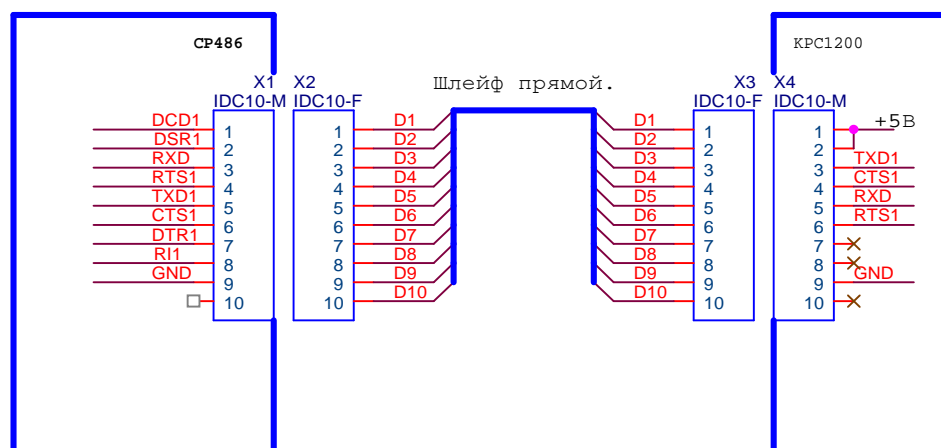 CP486
KPC1200
X1 X2 Шлейф прямой. X3 X4
IDC10-M IDC10-F IDC10-F IDC10-M
DCD1 1 1 D1 D1 1 1 +5В
DSR1 2 2 D2 D2 2 2
RXD 3 3 D3 D3 3 3 TXD1
RTS1 4 4 D4 D4 4 4 CTS1
TXD1 5 5 D5 D5 5 5 RXD
CTS1 6 6 D6 D6 6 6 RTS1
DTR1 7 7 D7 D7 7 7
RI1 8 8 D8 D8 8 8
GND 9 9 D9 D9 9 9 GND
10 10 D10 D10 10 10